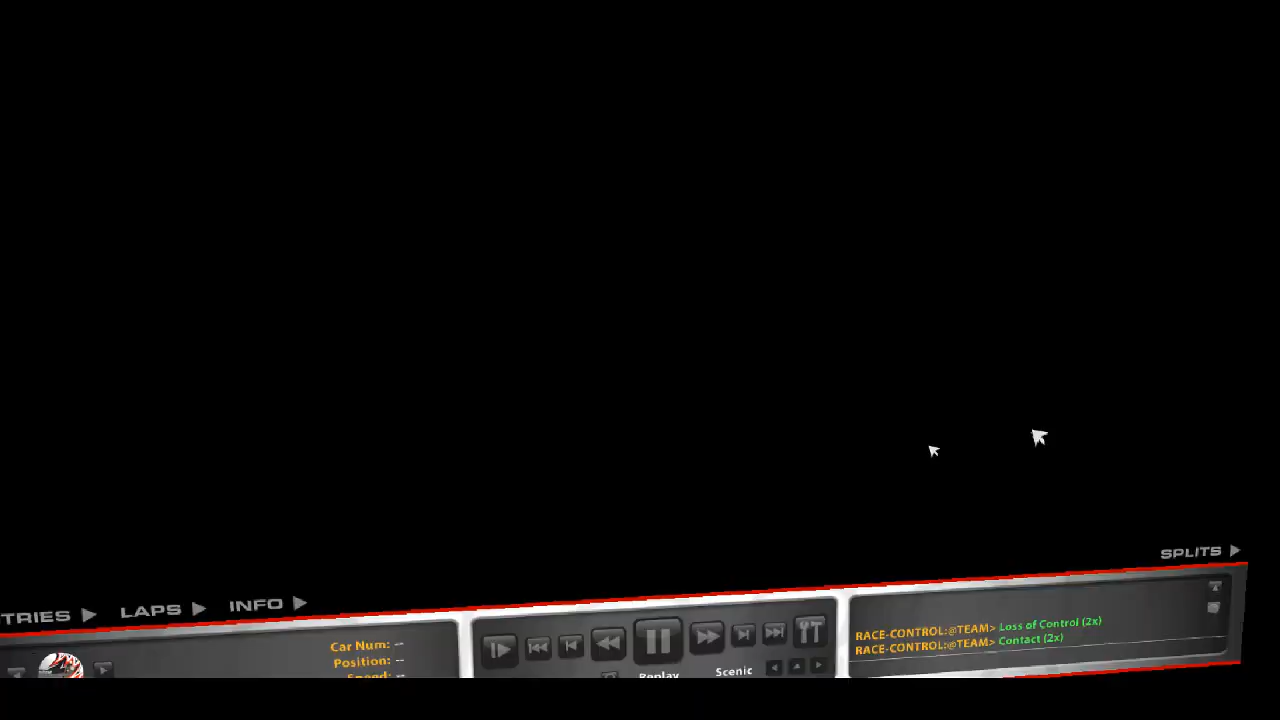 SPLITS
TRIES LAPS INFO
Car Num: --
Position: --
Speed: --
Replay
Scenic
RACE-CONTROL:@TEAM> Loss of Control (2x)
RACE-CONTROL:@TEAM> Contact (2x)